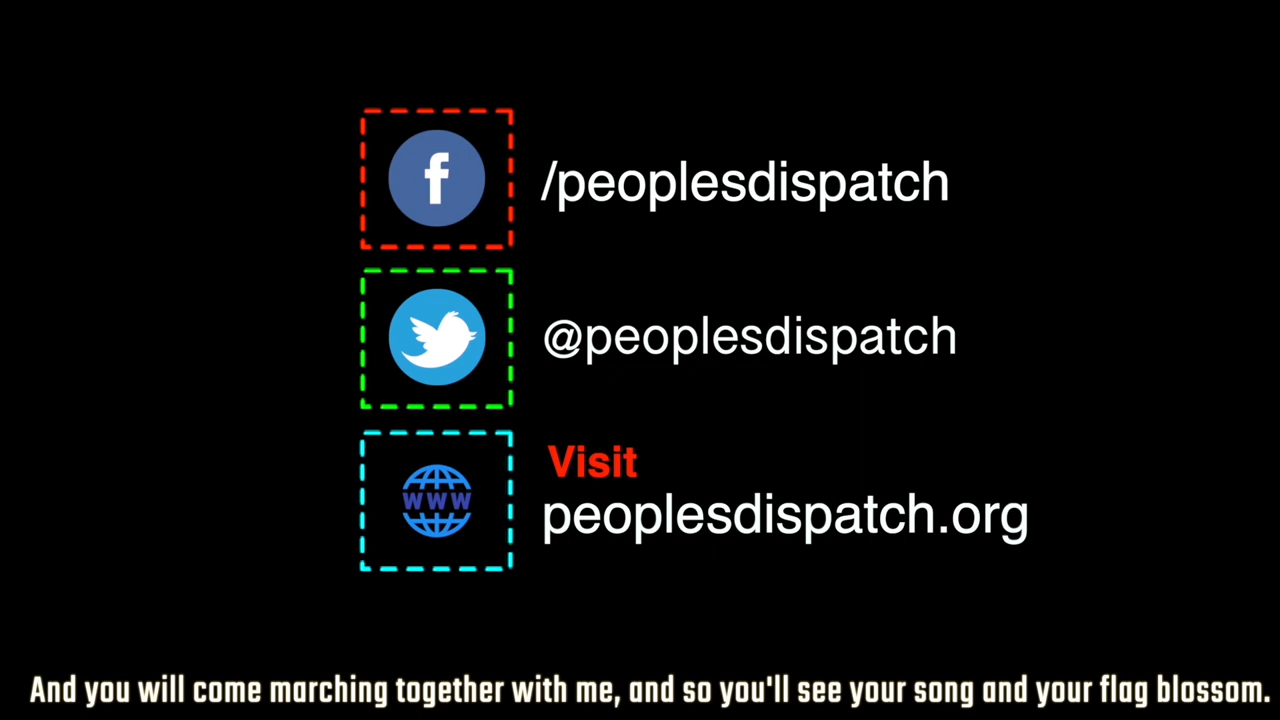 f
/peoplesdispatch
@peoplesdispatch
Visit
WWW
peoplesdispatch.org
And you will come marching together with me, and so you'll see your song and your flag blossom.